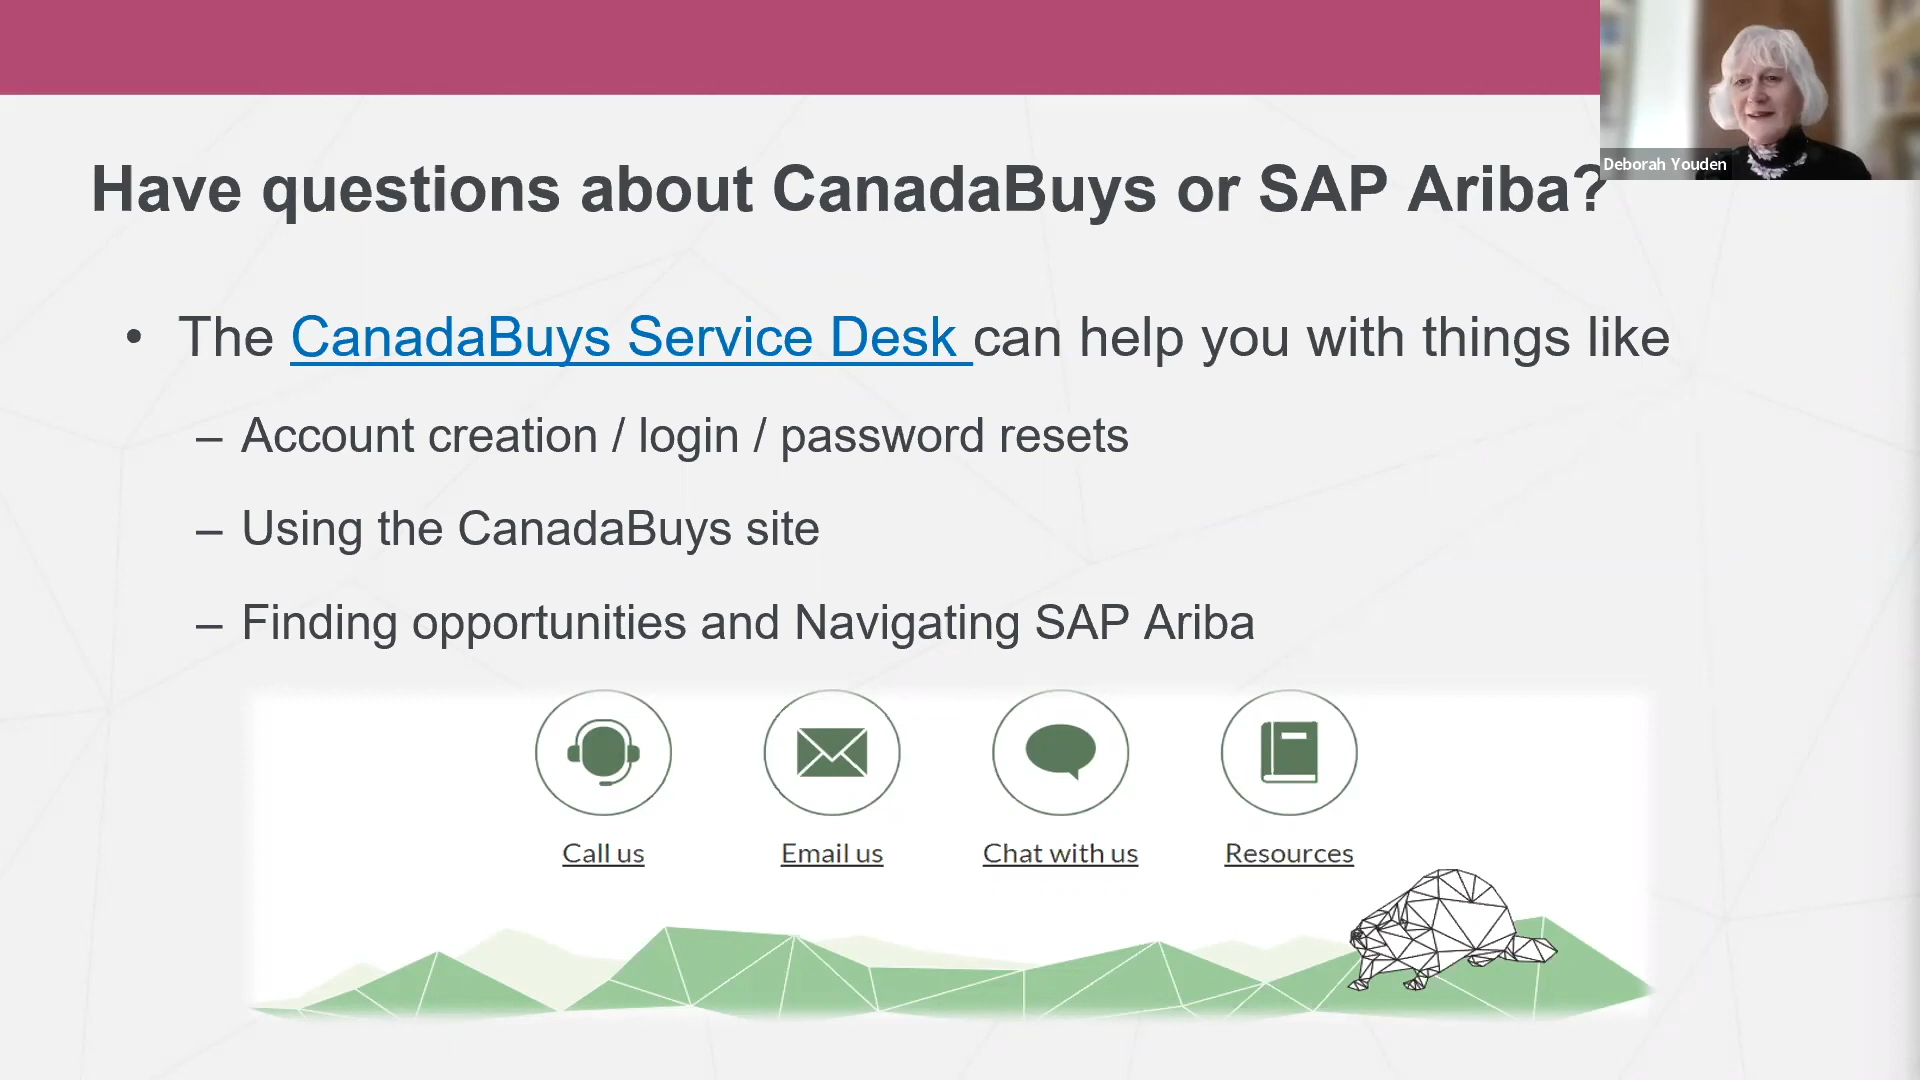 Deborah Youden
Have questions about CanadaBuys or SAP Ariba?
• The CanadaBuys Service Desk can help you with things like
– Account creation / login / password resets
– Using the CanadaBuys site
– Finding opportunities and Navigating SAP Ariba
Call us
Email us
Chat with us
Resources